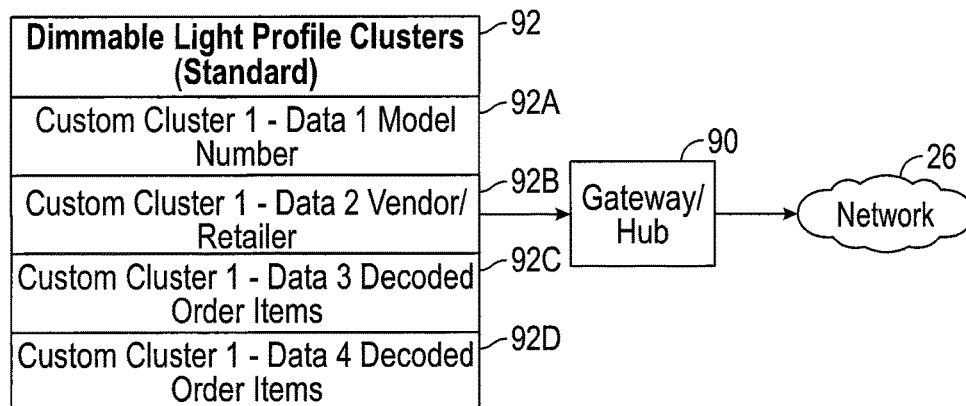 Dimmable Light Profile Clusters
(Standard)
92
Custom Cluster 1 - Data 1 Model
Number
92A
Custom Cluster 1 - Data 2 Vendor/
Retailer
92B
Custom Cluster 1 - Data 3 Decoded
Order Items
92C
Custom Cluster 1 - Data 4 Decoded
Order Items
92D
90
Gateway/
Hub
26
Network